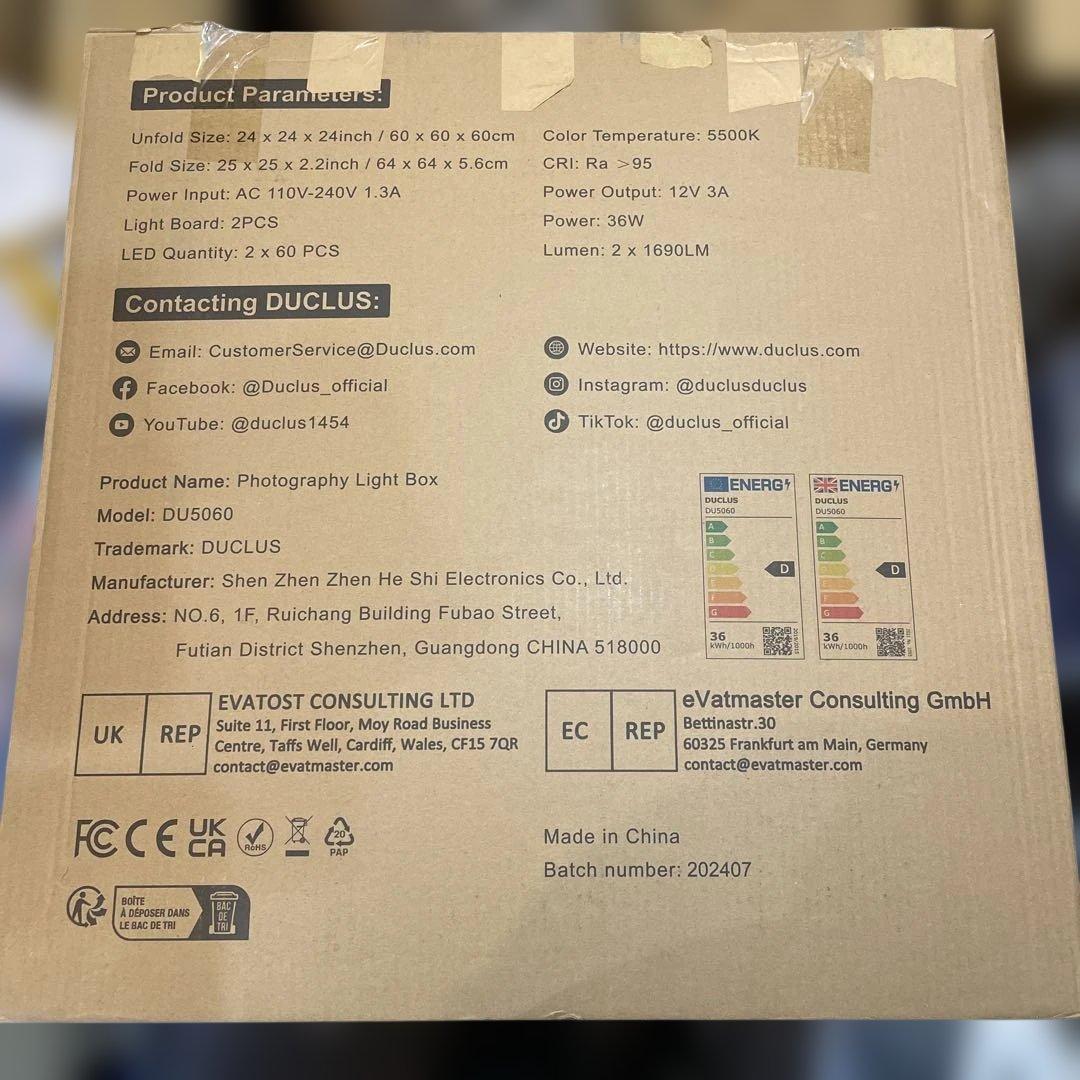 Product Parameters:
Unfold Size: 24 x 24 x 24inch / 60 x 60 x 60cm
Fold Size: 25 x 25 x 2.2inch / 64 x 64 x 5.6cm
Power Input: AC 110V-240V 1.3A
Light Board: 2PCS
LED Quantity: 2 x 60 PCS
Color Temperature: 5500K
CRI: Ra >95
Power Output: 12V 3A
Power: 36W
Lumen: 2 x 1690LM
Contacting DUCLUS:
Email: CustomerService@Duclus.com
Facebook: @Duclus_official
YouTube: @duclus1454
Website: https://www.duclus.com
Instagram: @duclusduclus
TikTok: @duclus_official
Product Name: Photography Light Box
Model: DU5060
Trademark: DUCLUS
Manufacturer: Shen Zhen Zhen He Shi Electronics Co., Ltd.
Address: NO.6, 1F, Ruichang Building Fubao Street,
Futian District Shenzhen, Guangdong CHINA 518000
ENERG
DUCLUS
DU5060
A
B
C
G
D
36
kWh/1000h
ENERG
DUCLUS
DU5060
A
B
C
G
D
36
kWh/1000h
UK REP
EVATOST CONSULTING LTD
Suite 11, First Floor, Moy Road Business
Centre, Taffs Well, Cardiff, Wales, CF15 7QR
contact@evatmaster.com
EC REP
eVatmaster Consulting GmbH
Bettinastr.30
60325 Frankfurt am Main, Germany
contact@evatmaster.com
FC CE UK
CA
RoHS
20
PAP
Made in China
Batch number: 202407
BOÎTE
À DÉPOSER DANS
LE BAC DE TRI
BAC
DE
TRI